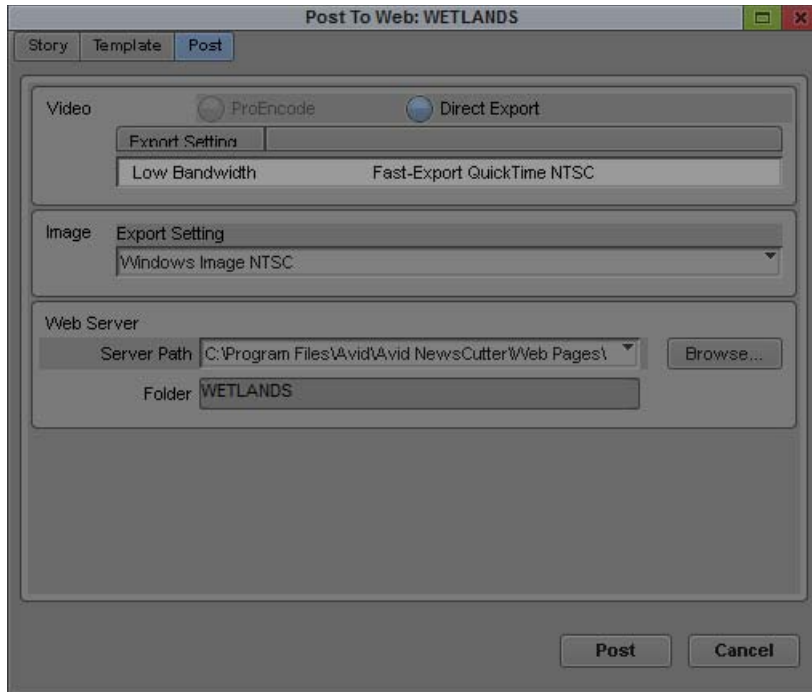 Post To Web: WETLANDS
Story Template Post
Video ProEncode Direct Export
Export Setting
Low Bandwidth Fast-Export QuickTime NTSC
Image Export Setting
Windows Image NTSC
Web Server
Server Path C:\Program Files\Avid\Avid NewsCutter\Web Pages\ Browse...
Folder WETLANDS
Post Cancel